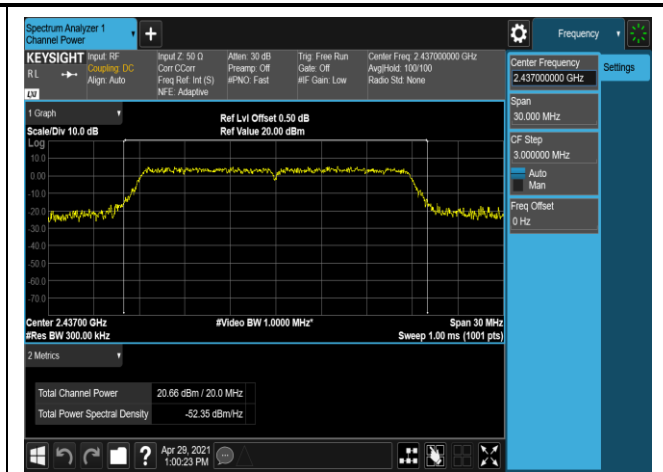 Spectrum Analyzer 1
Channel Power
Frequency
KEYSIGHT
RL
LXI
Input: RF
Coupling: DC
Align: Auto
Input Z: 50 Ω
Corr CCorr
Freq Ref: Int (S)
NFE: Adaptive
Atten: 30 dB
Preamp: Off
#PNO: Fast
Trig: Free Run
Gate: Off
#IF Gain: Low
Center Freq: 2.437000000 GHz
Avg|Hold: 100/100
Radio Std: None
Center Frequency
2.437000000 GHz
Settings
Span
30.000 MHz
CF Step
3.000000 MHz
Auto
Man
Freq Offset
0 Hz
1 Graph
Scale/Div 10.0 dB
Ref Lvl Offset 0.50 dB
Ref Value 20.00 dBm
Log
10.0
0.00
-10.0
-20.0
-30.0
-40.0
-50.0
-60.0
-70.0
Center 2.43700 GHz
#Video BW 1.0000 MHz*
Span 30 MHz
#Res BW 300.00 kHz
Sweep 1.00 ms (1001 pts)
2 Metrics
Total Channel Power 20.66 dBm / 20.0 MHz
Total Power Spectral Density -52.35 dBm/Hz
?
Apr 29, 2021
1:00:23 PM